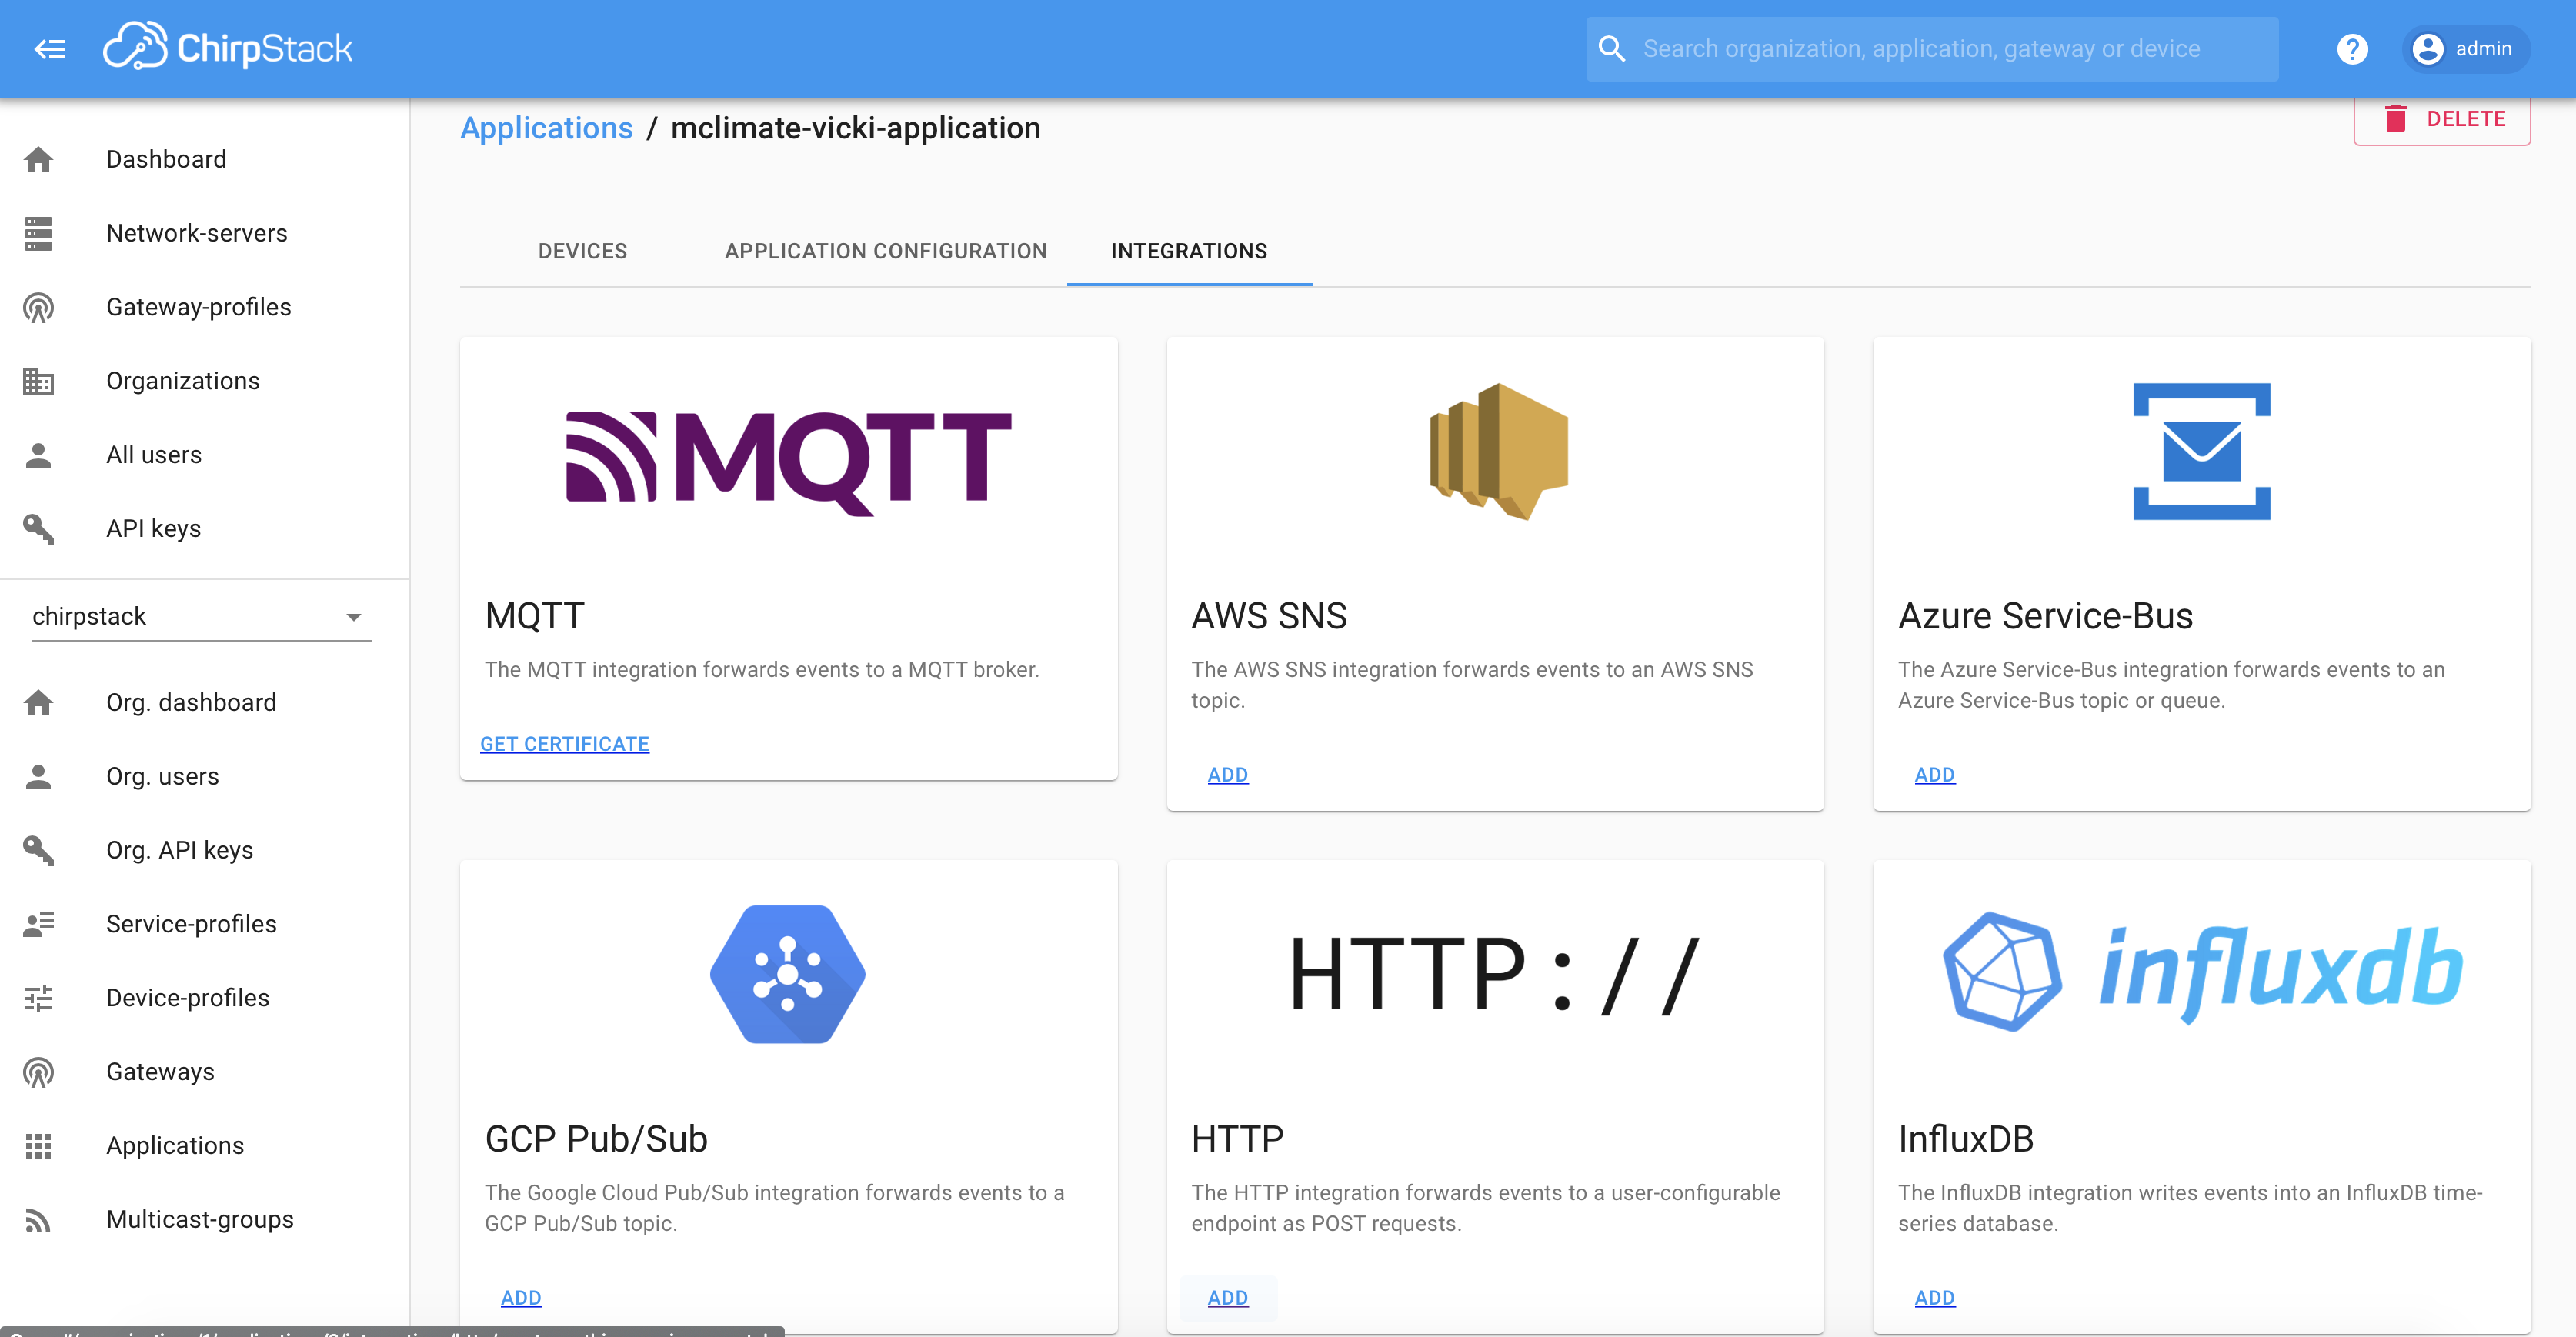 ChirpStack
Search organization, application, gateway or device
?
admin
Dashboard
Network-servers
Gateway-profiles
Organizations
All users
API keys
chirpstack
Org. dashboard
Org. users
Org. API keys
Service-profiles
Device-profiles
Gateways
Applications
Multicast-groups
Applications / mclimate-vicki-application
DELETE
DEVICES
APPLICATION CONFIGURATION
INTEGRATIONS
MQTT
MQTT
The MQTT integration forwards events to a MQTT broker.
GET CERTIFICATE
AWS SNS
The AWS SNS integration forwards events to an AWS SNS
topic.
ADD
Azure Service-Bus
The Azure Service-Bus integration forwards events to an
Azure Service-Bus topic or queue.
ADD
GCP Pub/Sub
The Google Cloud Pub/Sub integration forwards events to a
GCP Pub/Sub topic.
ADD
HTTP://
HTTP
The HTTP integration forwards events to a user-configurable
endpoint as POST requests.
ADD
influxdb
InfluxDB
The InfluxDB integration writes events into an InfluxDB time-
series database.
ADD